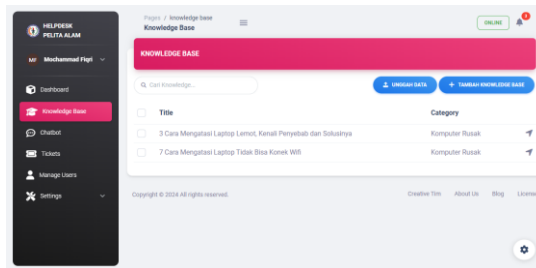 HELPDESK
PELITA ALAM
MF Mochammad Fiqri
Dashboard
Knowledge Base
Chatbot
Tickets
Manage Users
Settings
Pages / knowledge base
Knowledge Base
ONLINE
KNOWLEDGE BASE
Cari Knowledge...
UNGGAH DATA
+ TAMBAH KNOWLEDGE BASE
Title Category
3 Cara Mengatasi Laptop Lemot, Kenali Penyebab dan Solusinya Komputer Rusak
7 Cara Mengatasi Laptop Tidak Bisa Konek Wifi Komputer Rusak
Copyright © 2024 All rights reserved. Creative Tim About Us Blog License